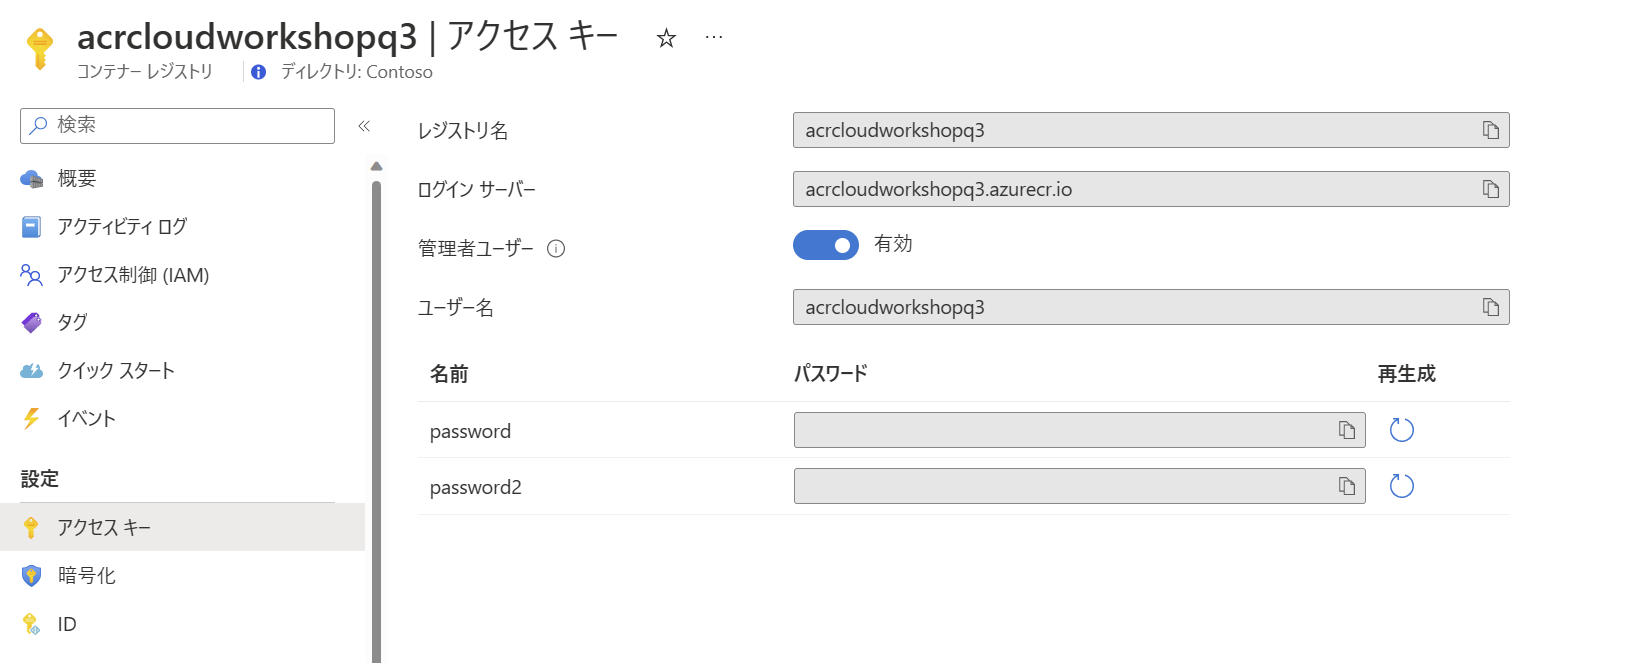 acrcloudworkshopq3 | アクセス キー
コンテナー レジストリ
ディレクトリ: Contoso
検索
概要
アクティビティ ログ
アクセス制御 (IAM)
タグ
クイック スタート
イベント
設定
アクセス キー
暗号化
ID
レジストリ名
acrcloudworkshopq3
ログイン サーバー
acrcloudworkshopq3.azurecr.io
管理者ユーザー
有効
ユーザー名
acrcloudworkshopq3
名前 パスワード 再生成
password
password2